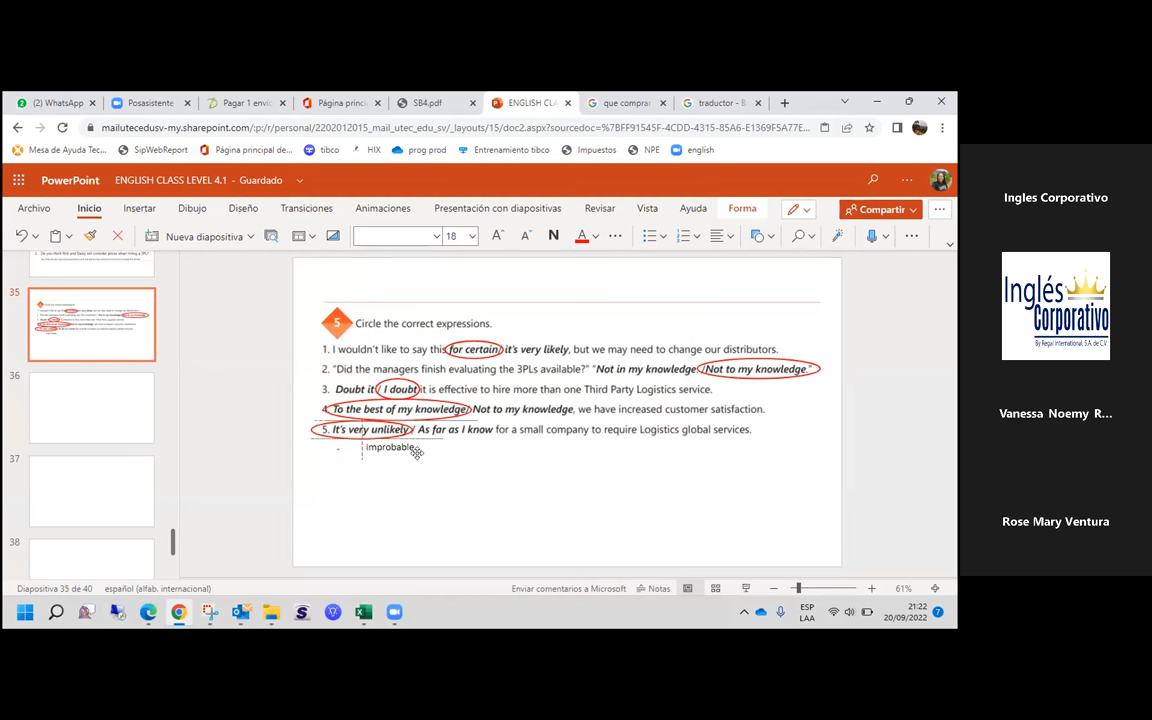 (2) WhatsApp
Posasistente
Pagar 1 envío
Página princi
SB4.pdf
ENGLISH CLA
que comprar
traductor - B
mailutecedusv-my.sharepoint.com/:p:/r/personal/2202012015_mail_utec_edu_sv/_layouts/15/doc2.aspx?sourcedoc=%7BFF91545F-4CDD-4315-85A6-E1369F5A77E...
Mesa de Ayuda Tec...
SipWebReport
Página principal de...
tibco
HIX
prog prod
Entrenamiento tibco
Impuestos
NPE
english
PowerPoint
ENGLISH CLASS LEVEL 4.1 - Guardado
Archivo
Inicio
Insertar
Dibujo
Diseño
Transiciones
Animaciones
Presentación con diapositivas
Revisar
Vista
Ayuda
Forma
Compartir
Nueva diapositiva
18
N
35
36
37
38
5
Circle the correct expressions.
1. I wouldn't like to say this for certain/ it's very likely, but we may need to change our distributors.
2. "Did the managers finish evaluating the 3PLs available?" "Not in my knowledge /Not to my knowledge."
3. Doubt it / I doubt it is effective to hire more than one Third Party Logistics service.
4. To the best of my knowledge/ Not to my knowledge, we have increased customer satisfaction.
5. It's very unlikely / As far as I know for a small company to require Logistics global services.
improbable
Diapositiva 35 de 40
español (alfab. internacional)
Enviar comentarios a Microsoft
Notas
61%
ESP
LAA
21:22
20/09/2022
7
Ingles Corporativo
Inglés
Corporativo
By Regal International, S.A. de C.V.
Vanessa Noemy R...
Rose Mary Ventura